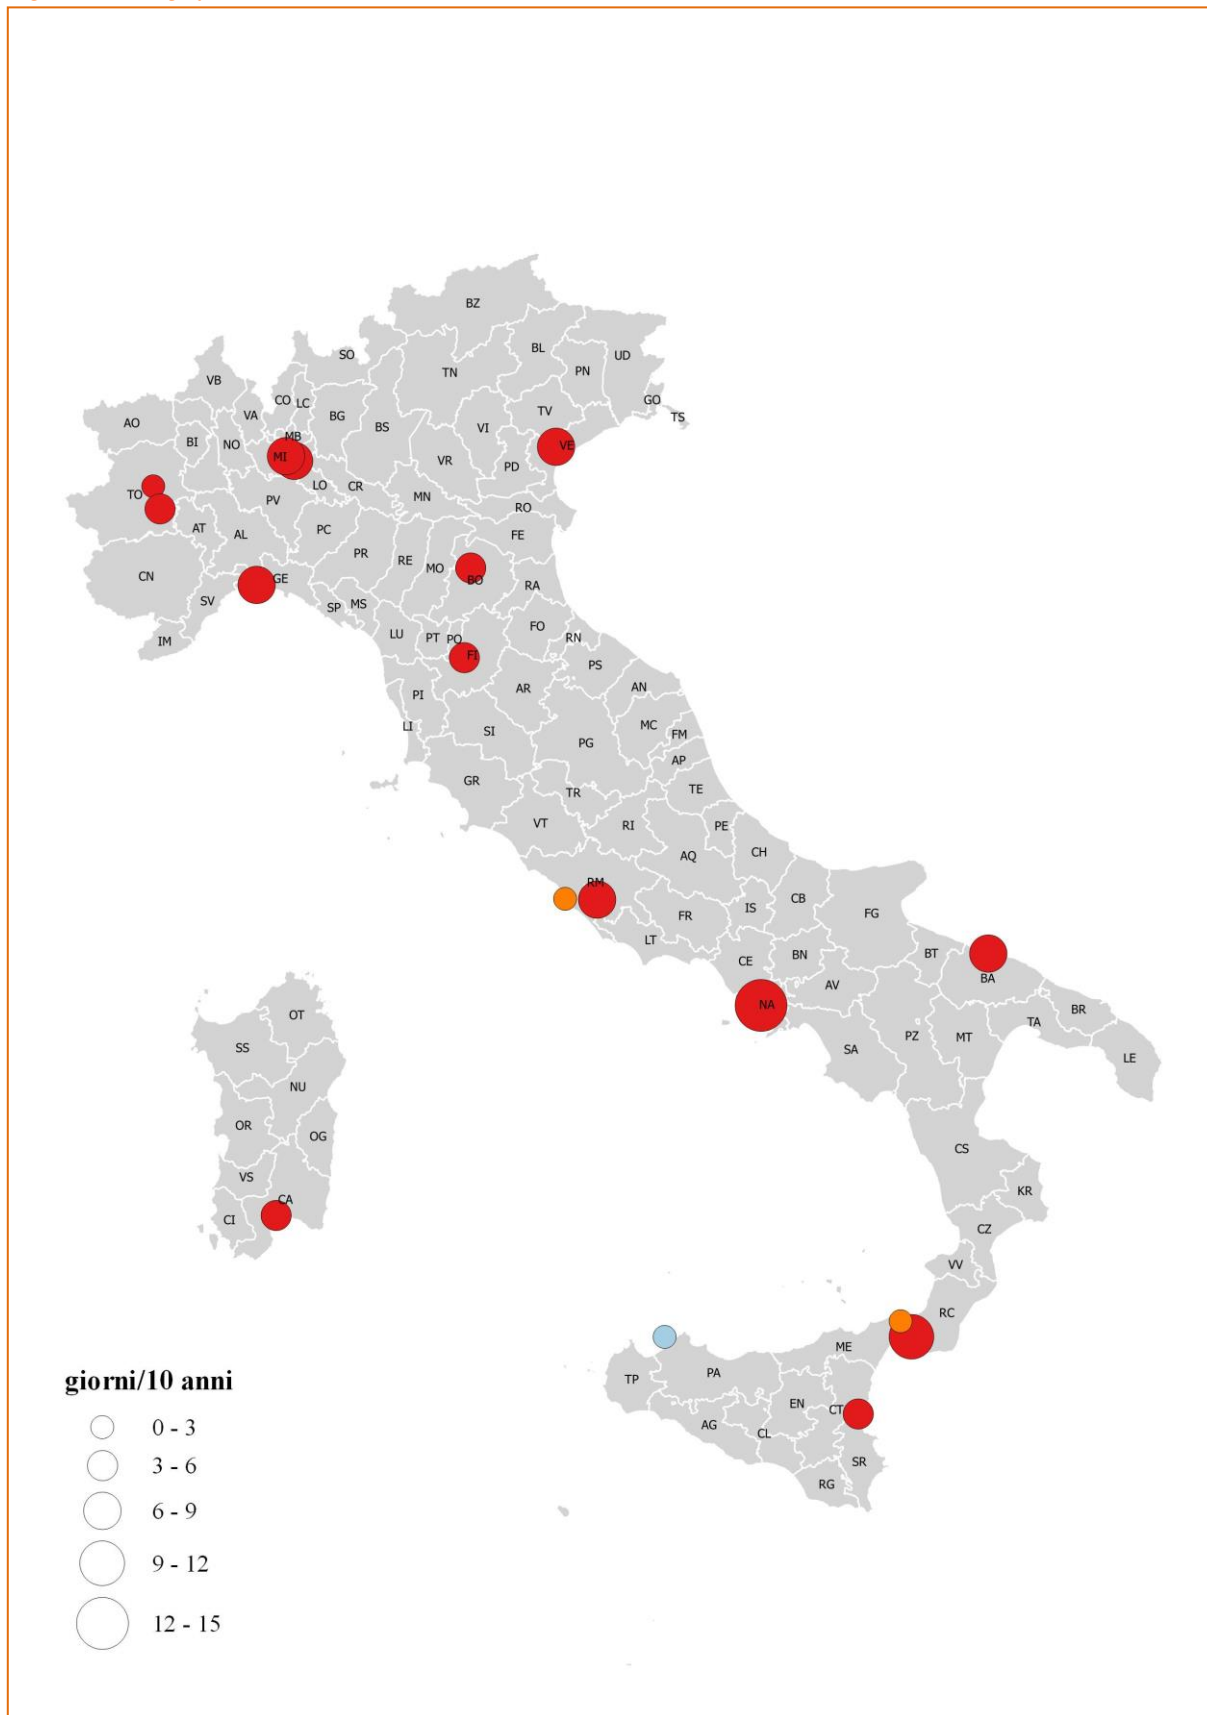 BZ
BL
UD
SO
TN
PN
VB
CO
LC
GO
VA
BG
TV
TS
AO
BS
VI
MB
BI
NO
VE
MI
VR
PD
LO
CR
TO
MN
PV
RO
AT
PC
AL
FE
PR
RE
MO
CN
GE
BO
RA
SV
MS
SP
FO
LU
PT
PO
RN
IM
FI
PS
AR
AN
PI
LI
SI
MC
FM
PG
AP
GR
TR
TE
VT
RI
PE
CH
AQ
RM
CB
IS
FR
FG
LT
BT
BN
CE
BA
AV
NA
BR
OT
TA
PZ
MT
SS
SA
LE
NU
OR
OG
CS
VS
KR
CA
CI
CZ
VV
RC
ME
PA
TP
giorni/10 anni
EN
CT
AG
CL
0 - 3
SR
3 - 6
RG
6 - 9
9 - 12
12 - 15